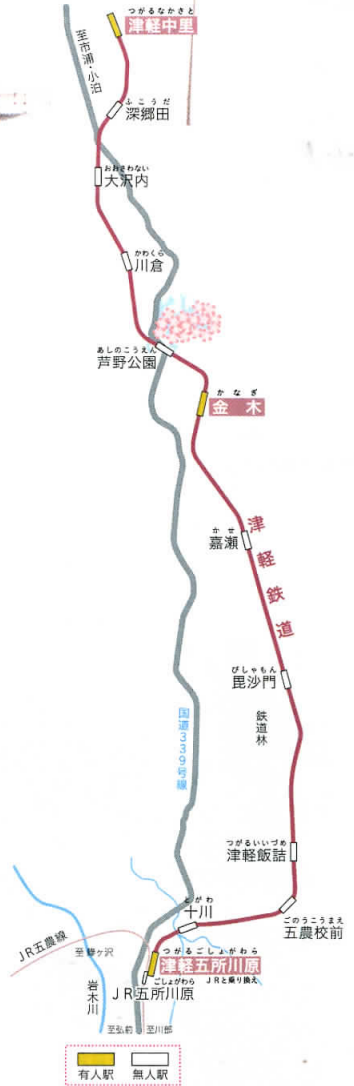 つがるなかさと
津軽中里
至市浦・小泊
ふこうだ
深郷田
おおざわない
大沢内
かわくら
川倉
あしのこうえん
芦野公園
かなぎ
金木
かせ
嘉瀬
津軽鉄道
びしゃもん
毘沙門
鉄道林
国道339号線
つがるいいづめ
津軽飯詰
ごのうこうまえ
五農校前
とがわ
十川
つがるごしょがわら
津軽五所川原
JRと乗り換え
ごしょがわら
JR五所川原
JR五能線
至鰺ヶ沢
岩木川
至弘前
至川部
有人駅
無人駅